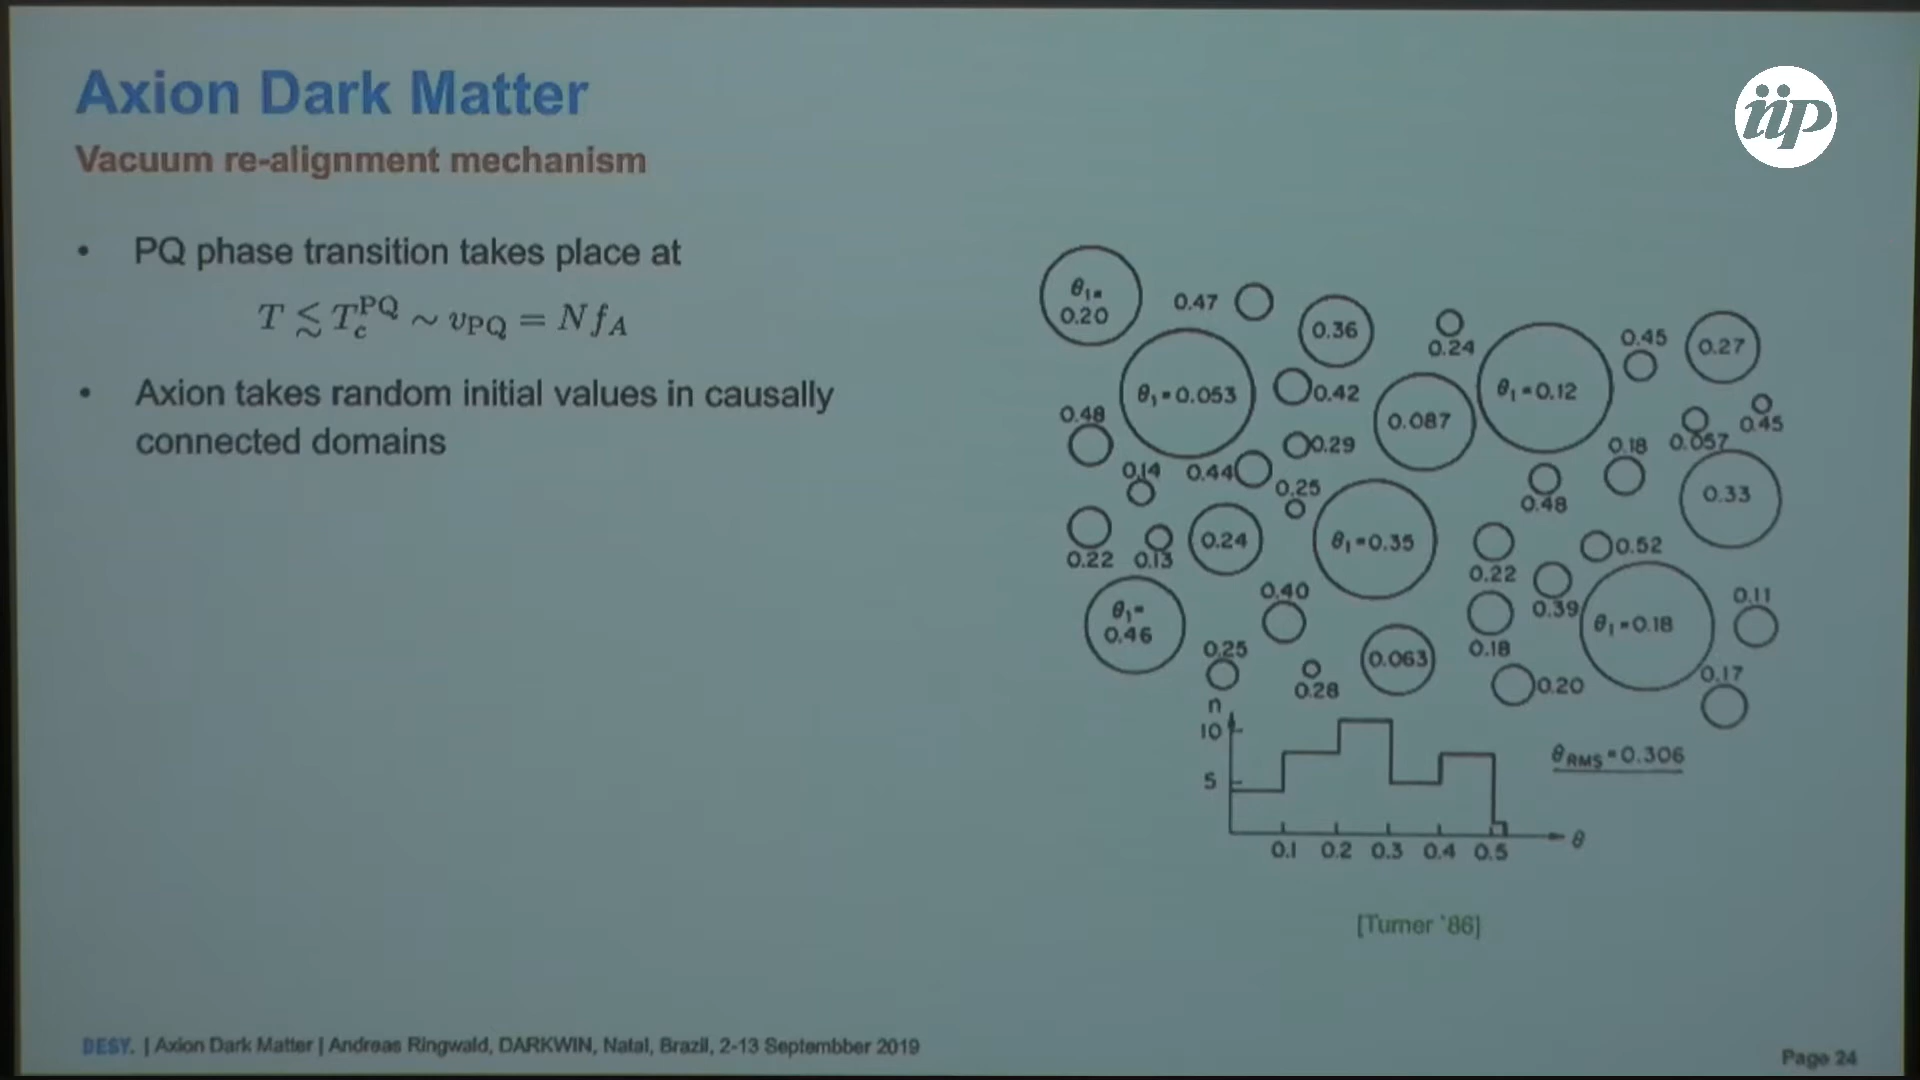 Axion Dark Matter
iip
Vacuum re-alignment mechanism
• PQ phase transition takes place at
T ≲ T_c^PQ ∼ v_PQ = N f_A
• Axion takes random initial values in causally
connected domains
θ₁=
0.20
0.47
0.36
0.24
0.45
0.27
θ₁=0.053
0.42
0.087
θ₁=0.12
0.45
0.48
0.29
0.18
0.057
0.14
0.44
0.25
0.48
0.33
0.22
0.13
0.24
θ₁=0.35
0.22
0.52
0.39
θ₁=
0.46
0.40
θ₁=0.18
0.11
0.25
0.28
0.063
0.18
0.20
0.17
n
10
5
θRMS=0.306
0.1 0.2 0.3 0.4 0.5
θ
[Turner `86]
DESY. | Axion Dark Matter | Andreas Ringwald, DARKWIN, Natal, Brazil, 2-13 Septembber 2019
Page 24